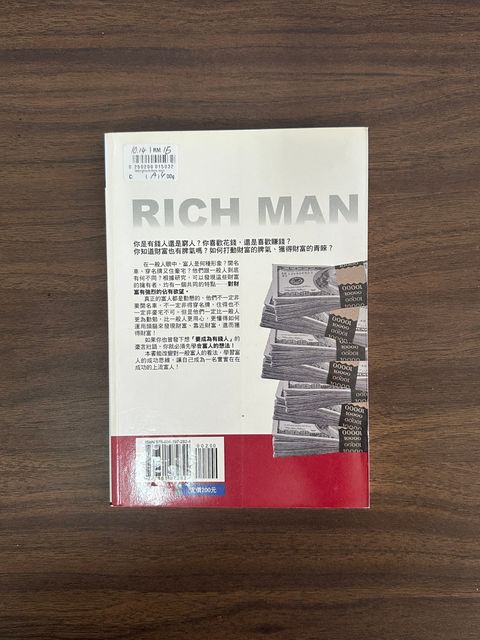 RM 15
0 250200 015032
RICH MAN
你是有錢人還是窮人？你喜歡花錢，還是喜歡賺錢？
你知道財富也有脾氣嗎？如何打動財富的脾氣、獲得財富的青睞？
在一般人眼中，富人是何種形象？開名
車、穿名牌又住豪宅？他們跟一般人到底
有何不同？根據研究，可以發現這些財富
的擁有者，均有一個共同的特點──對財
富有強烈的佔有欲望。
真正的富人都是動態的，他們不一定非
要開名車，不一定非得穿名牌，住得也不
一定非豪宅不可。但是他們一定比一般人
更為勤勞，比一般人更用心，更懂得如何
運用頭腦來發現財富、靠近財富，進而獲
得財富！
如果你也曾發下想「要成為有錢人」的
豪言壯語，你就必須先學會富人的想法！
本書能改變對一般富人的看法，學習富
人的成功思維，讓自己成為一名實實在在
成功的上流富人！
00001
10000
00200
定價200元